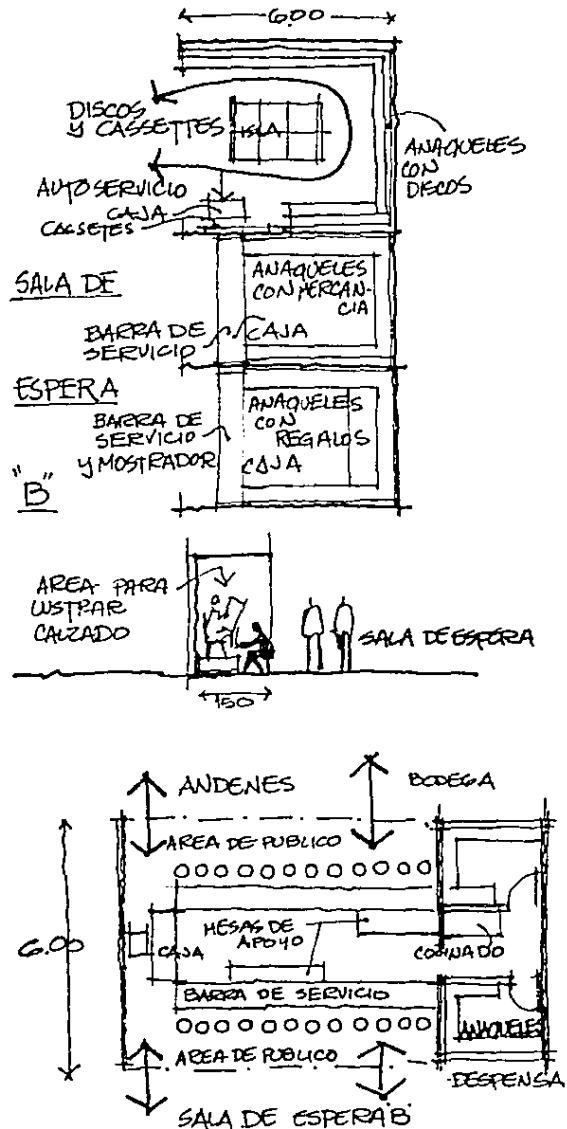 6.00
DISCOS
Y CASSETTES
ISLA
ANAQUELES
CON
DISCOS
AUTOSERVICIO
CAJA
CASSETES
SALA DE
ANAQUELES
CON MERCAN-
CIA
BARRA DE
SERVICIO
CAJA
ESPERA
ANAQUELES
CON
REGALOS
BARRA DE
SERVICIO
Y MOSTRADOR
CAJA
"B"
AREA PARA
LUSTRAR
CALZADO
SALA DE ESPERA
150
ANDENES
BODEGA
AREA DE PUBLICO
6.00
MESAS DE
APOYO
CAJA
COCINADO
BARRA DE SERVICIO
ANAQUELES
AREA DE PUBLICO
DESPENSA
SALA DE ESPERA B.